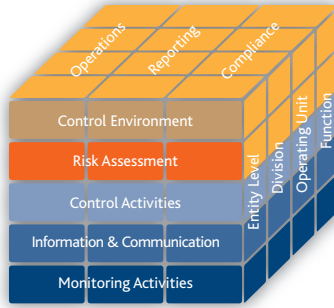 Operations
Reporting
Compliance
Control Environment
Risk Assessment
Control Activities
Information & Communication
Monitoring Activities
Entity Level
Division
Operating Unit
Function